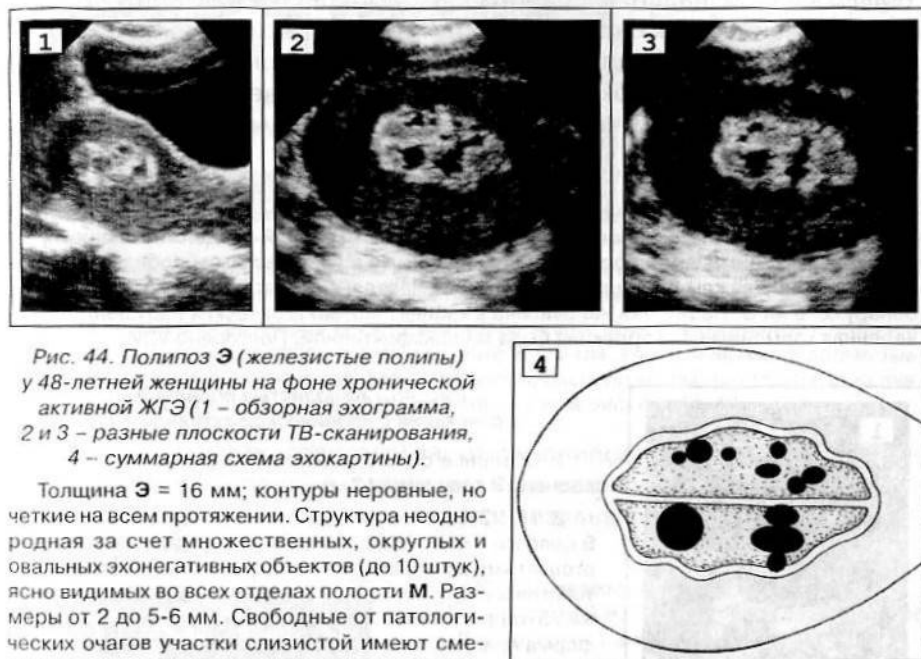 1
2
3
Рис. 44. Полипоз Э (железистые полипы)
у 48-летней женщины на фоне хронической
активной ЖГЭ (1 – обзорная эхограмма,
2 и 3 – разные плоскости ТВ-сканирования,
4 – суммарная схема эхокартины).
4
Толщина Э = 16 мм; контуры неровные, но
четкие на всем протяжении. Структура неодно-
родная за счет множественных, округлых и
овальных эхонегативных объектов (до 10 штук),
ясно видимых во всех отделах полости М. Раз-
меры от 2 до 5-6 мм. Свободные от патологи-
ческих очагов участки слизистой имеют сме-